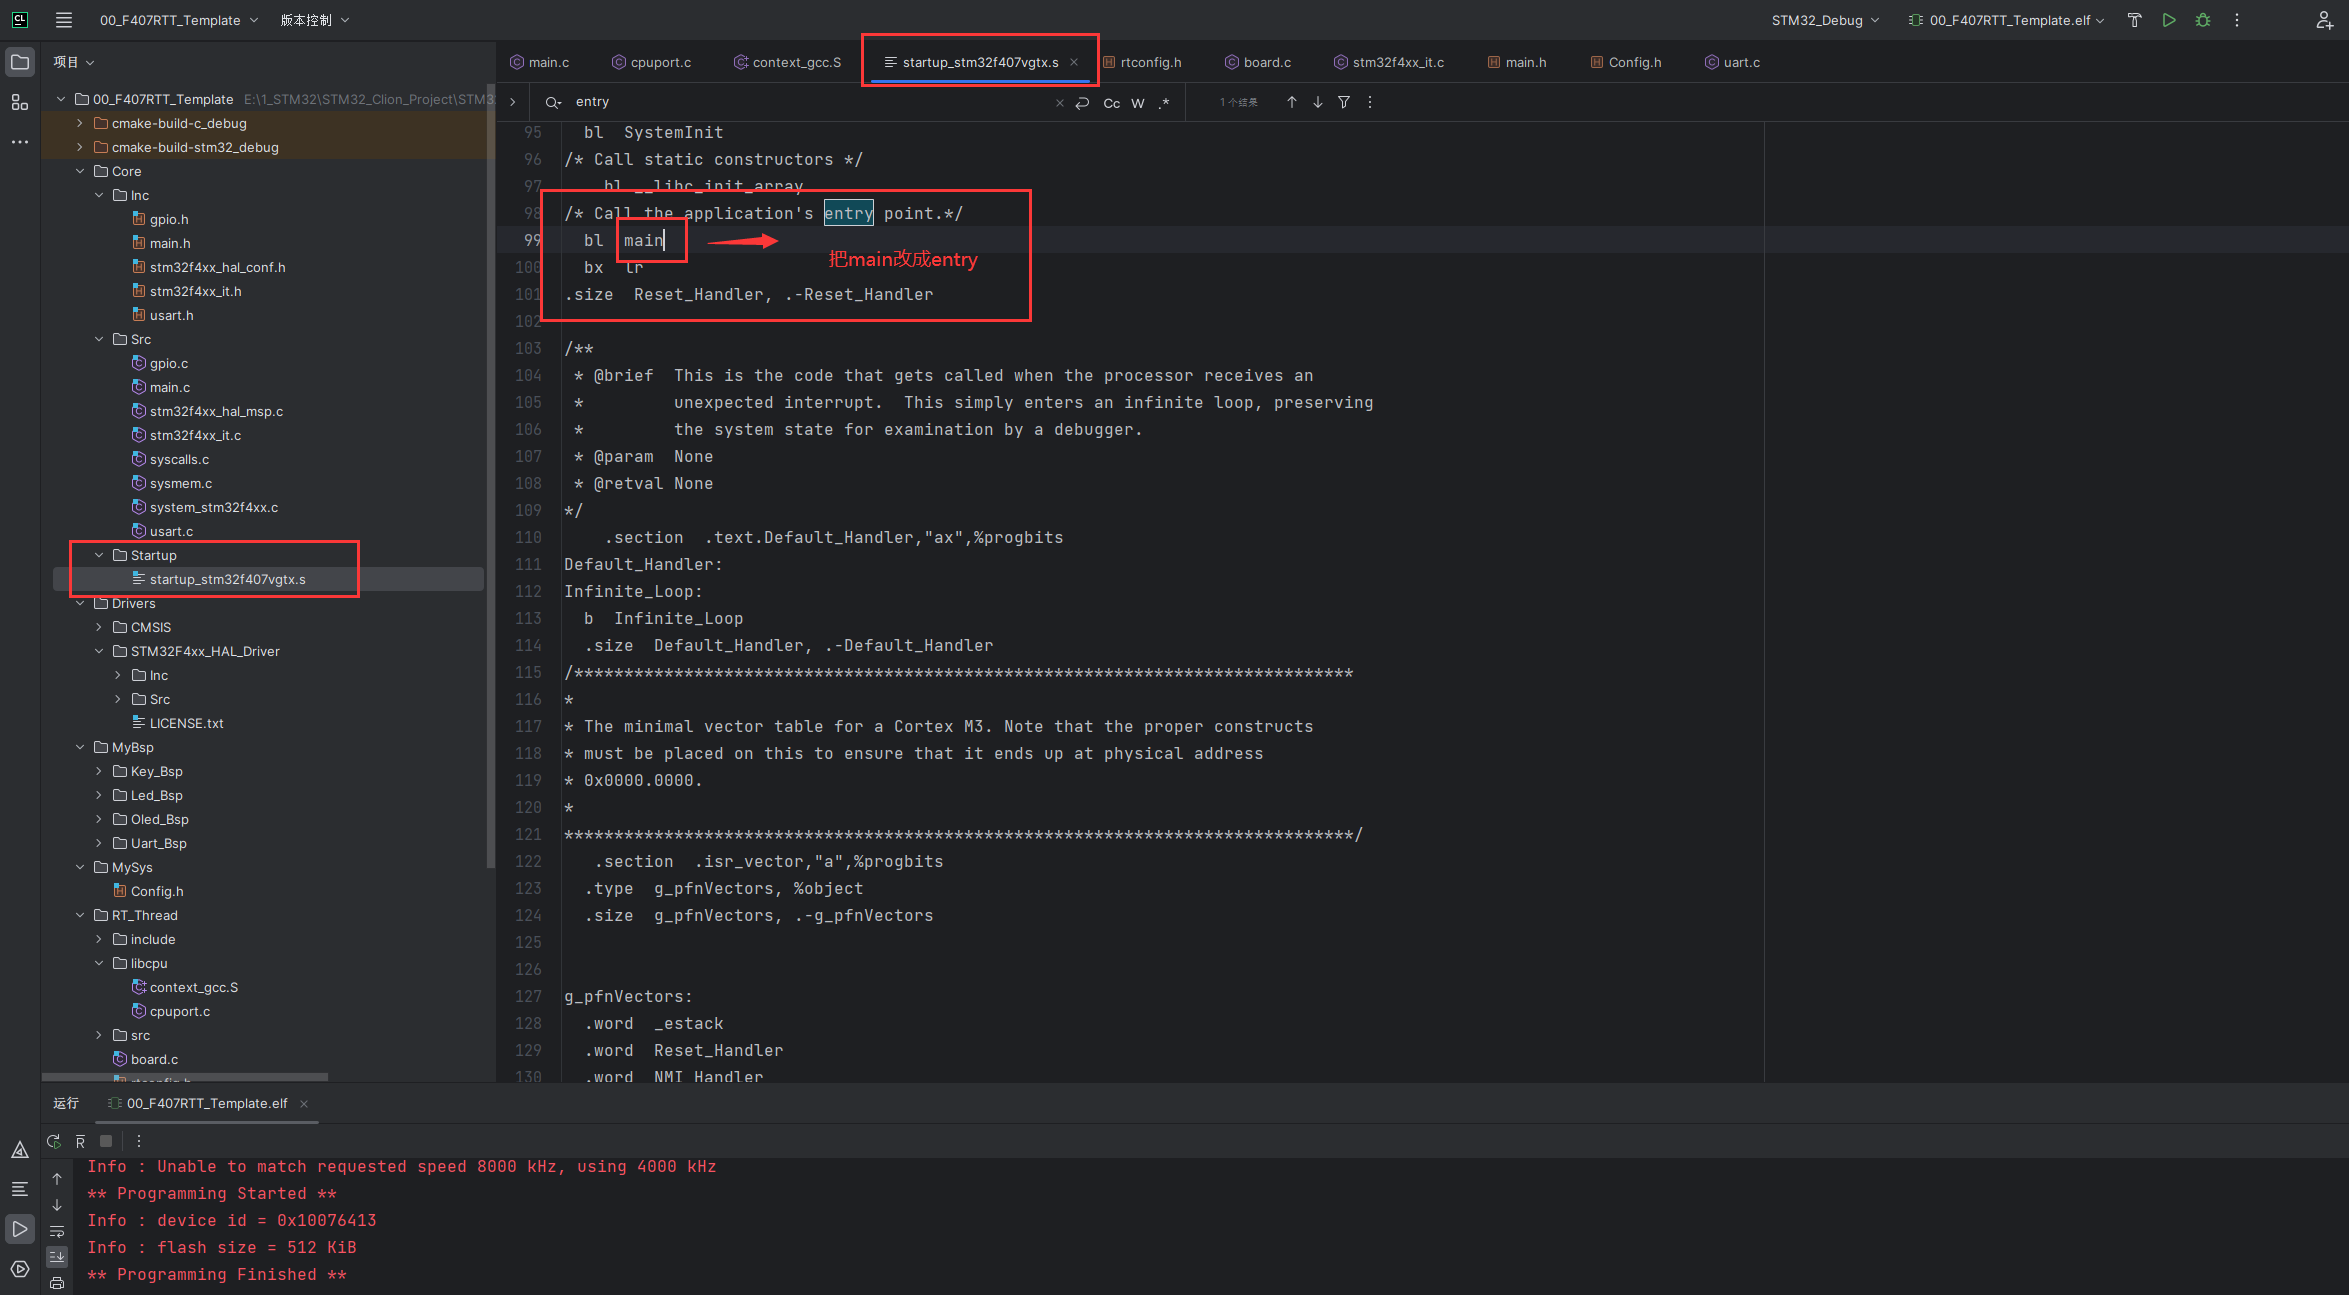 CL
00_F407RTT_Template
版本控制
STM32_Debug
00_F407RTT_Template.elf
项目
main.c
cpuport.c
context_gcc.S
startup_stm32f407vgtx.s
rtconfig.h
board.c
stm32f4xx_it.c
main.h
Config.h
uart.c
00_F407RTT_Template E:\1_STM32\STM32_Clion_Project\STM3
cmake-build-c_debug
cmake-build-stm32_debug
Core
Inc
gpio.h
main.h
stm32f4xx_hal_conf.h
stm32f4xx_it.h
usart.h
Src
gpio.c
main.c
stm32f4xx_hal_msp.c
stm32f4xx_it.c
syscalls.c
sysmem.c
system_stm32f4xx.c
usart.c
Startup
startup_stm32f407vgtx.s
Drivers
CMSIS
STM32F4xx_HAL_Driver
Inc
Src
LICENSE.txt
MyBsp
Key_Bsp
Led_Bsp
Oled_Bsp
Uart_Bsp
MySys
Config.h
RT_Thread
include
libcpu
context_gcc.S
cpuport.c
src
board.c
rtconfig.h
entry
Cc W .*
1 个结果
95 bl SystemInit
96 /* Call static constructors */
97 bl __libc_init_array
98 /* Call the application's entry point.*/
99 bl main
把main改成entry
100 bx lr
101 .size Reset_Handler, .-Reset_Handler
102
103 /**
104 * @brief This is the code that gets called when the processor receives an
105 * unexpected interrupt. This simply enters an infinite loop, preserving
106 * the system state for examination by a debugger.
107 * @param None
108 * @retval None
109 */
110 .section .text.Default_Handler,"ax",%progbits
111 Default_Handler:
112 Infinite_Loop:
113 b Infinite_Loop
114 .size Default_Handler, .-Default_Handler
115 /******************************************************************************
116 *
117 * The minimal vector table for a Cortex M3. Note that the proper constructs
118 * must be placed on this to ensure that it ends up at physical address
119 * 0x0000.0000.
120 *
121 *******************************************************************************/
122 .section .isr_vector,"a",%progbits
123 .type g_pfnVectors, %object
124 .size g_pfnVectors, .-g_pfnVectors
125
126
127 g_pfnVectors:
128 .word _estack
129 .word Reset_Handler
130 .word NMI_Handler
运行
00_F407RTT_Template.elf
Info : Unable to match requested speed 8000 kHz, using 4000 kHz
** Programming Started **
Info : device id = 0x10076413
Info : flash size = 512 KiB
** Programming Finished **